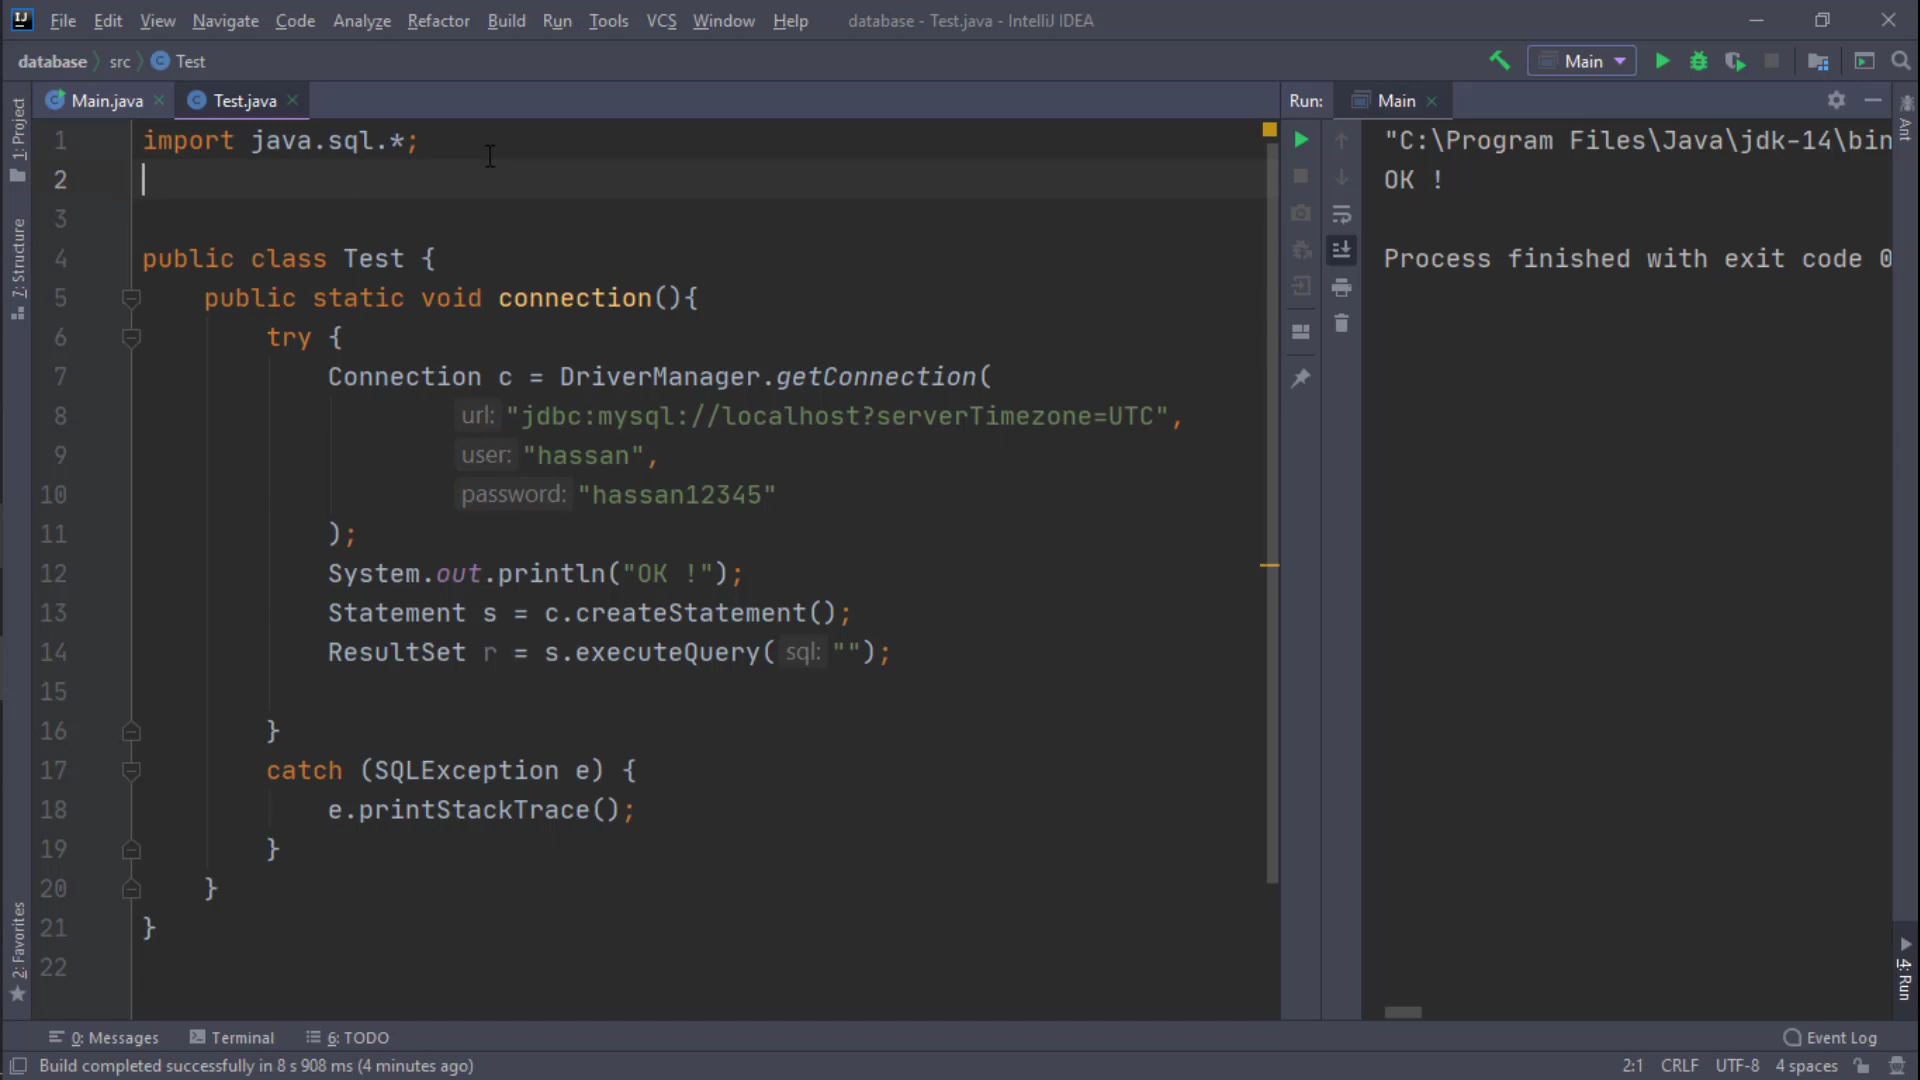 File Edit View Navigate Code Analyze Refactor Build Run Tools VCS Window Help database - Test.java - IntelliJ IDEA
database src Test
Main
Main.java Test.java
Run: Main
1: Project
7: Structure
2: Favorites
Ant
4: Run
1 import java.sql.*;
2
3
4 public class Test {
5 public static void connection(){
6 try {
7 Connection c = DriverManager.getConnection(
8 url: "jdbc:mysql://localhost?serverTimezone=UTC",
9 user: "hassan",
10 password: "hassan12345"
11 );
12 System.out.println("OK !");
13 Statement s = c.createStatement();
14 ResultSet r = s.executeQuery( sql: "");
15
16 }
17 catch (SQLException e) {
18 e.printStackTrace();
19 }
20 }
21 }
22
"C:\Program Files\Java\jdk-14\bin
OK !
Process finished with exit code 0
0: Messages Terminal 6: TODO Event Log
Build completed successfully in 8 s 908 ms (4 minutes ago) 2:1 CRLF UTF-8 4 spaces